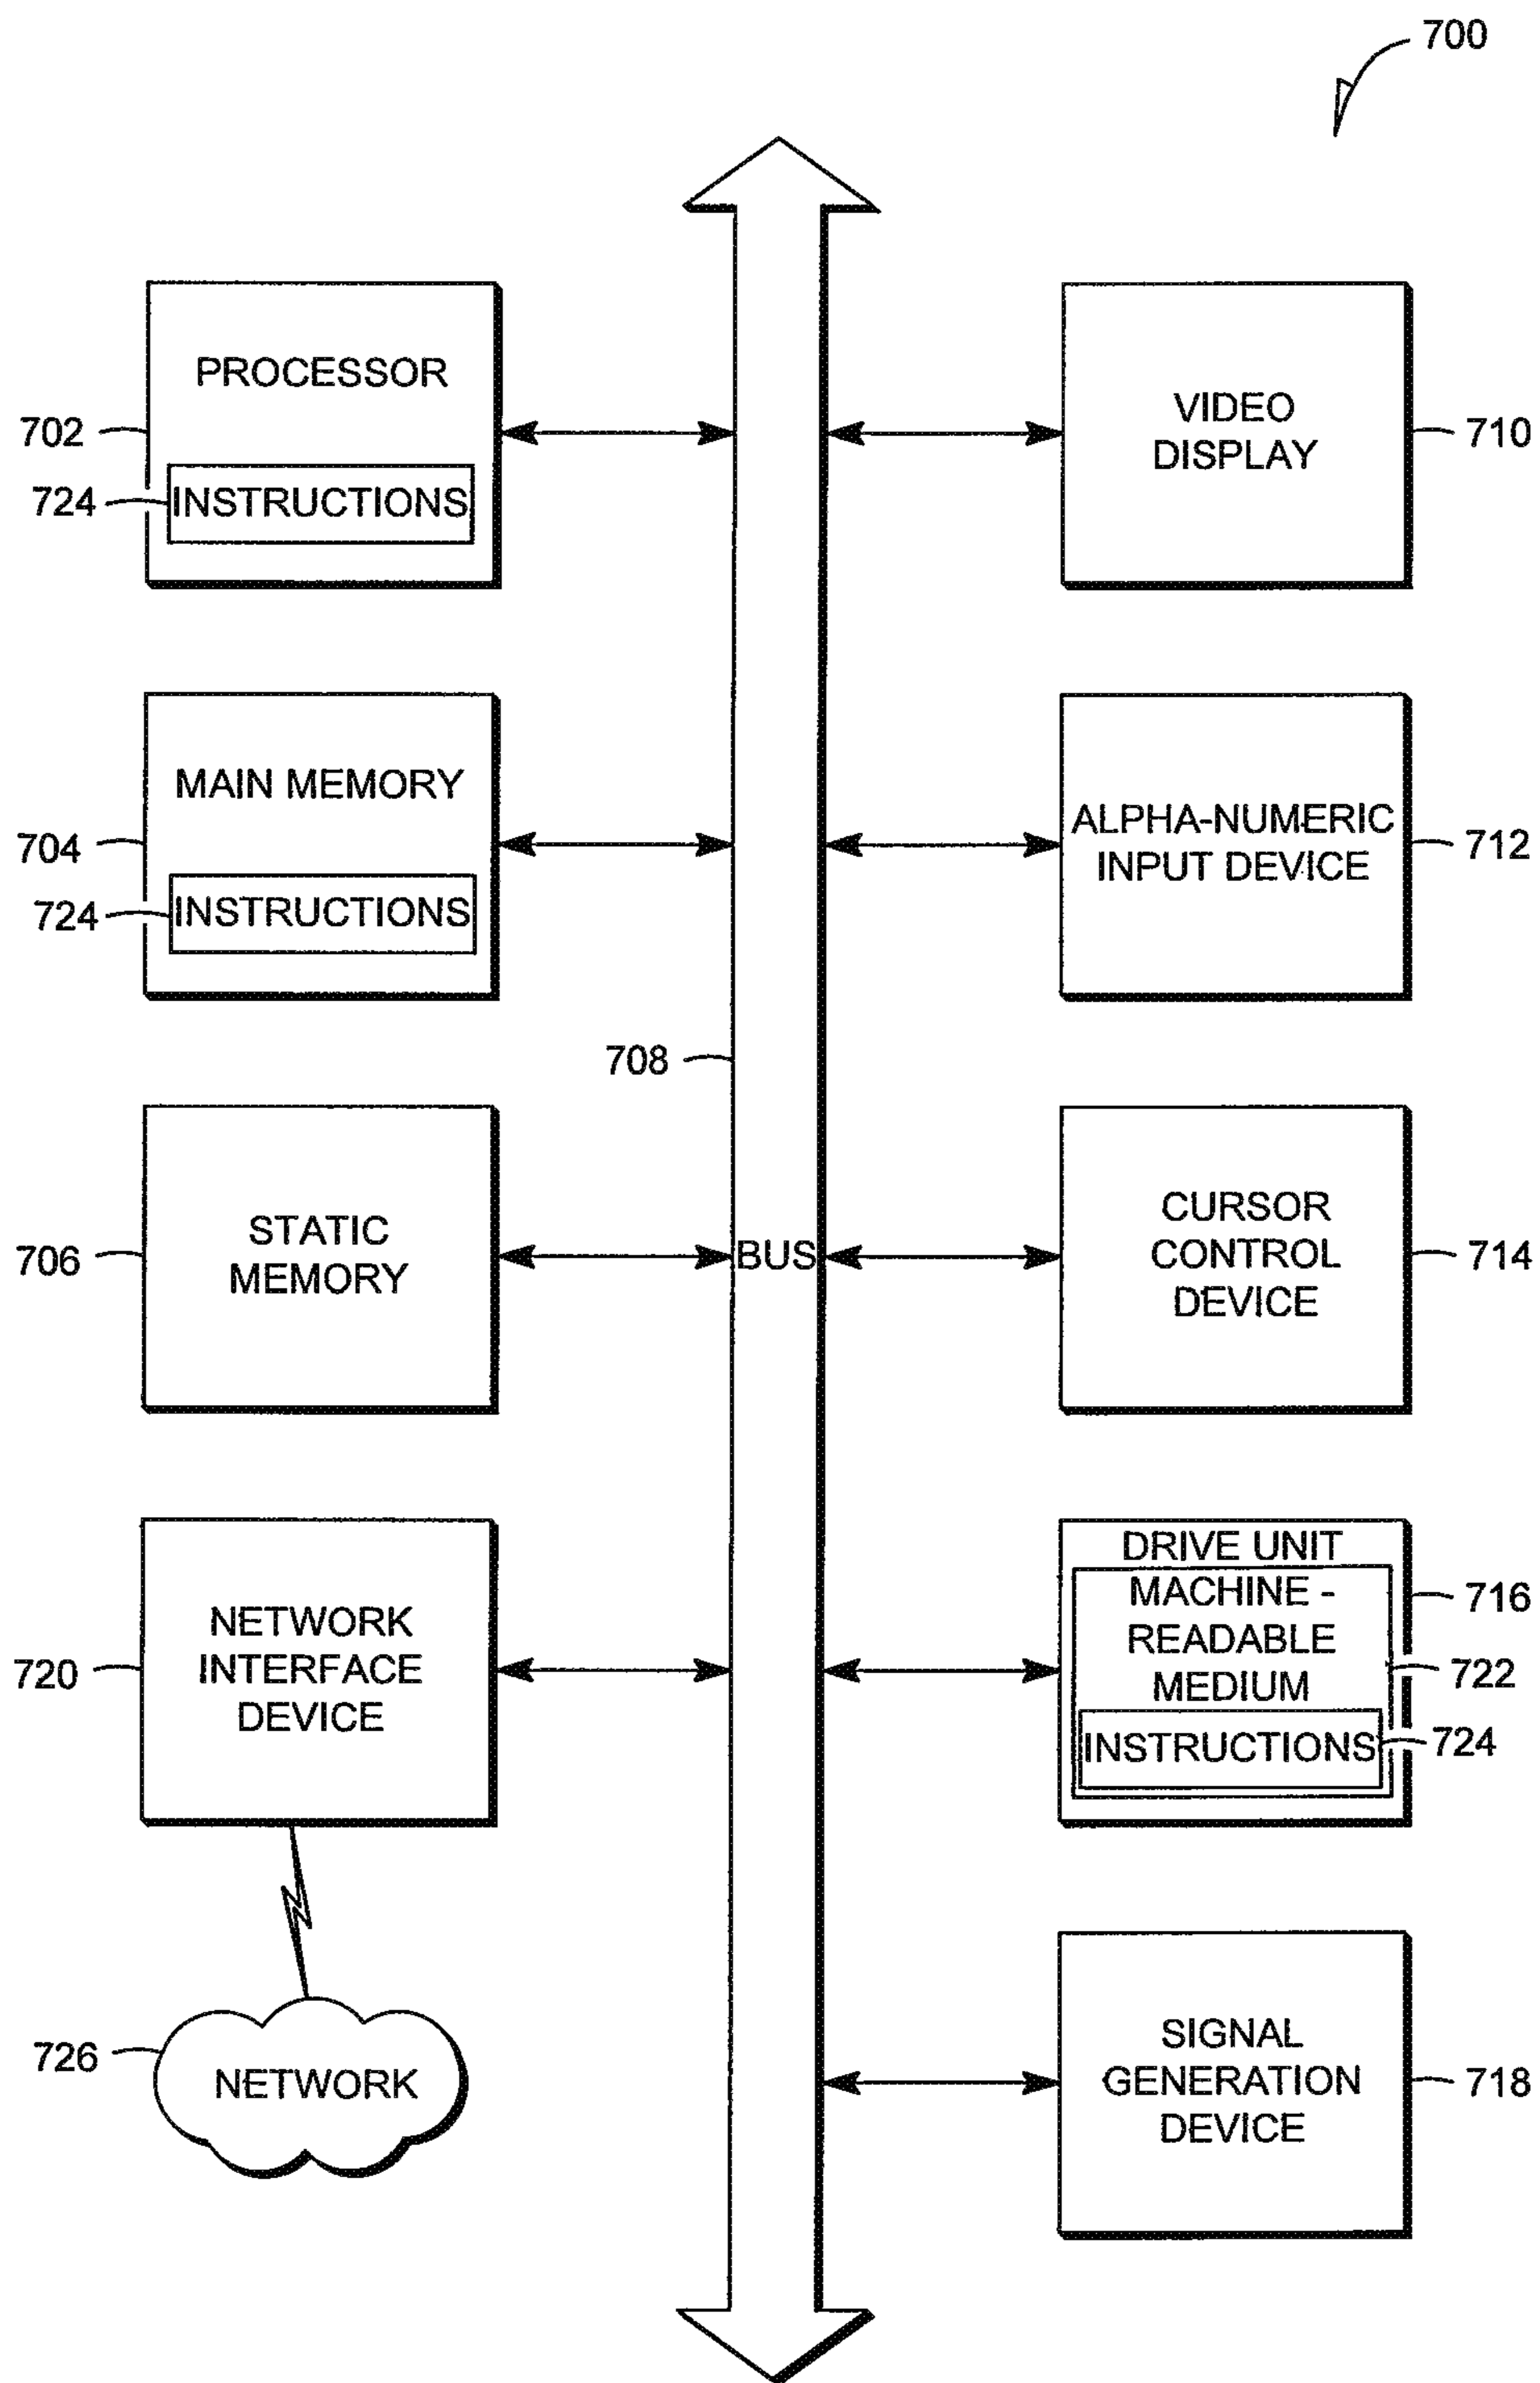 700
PROCESSOR
702
724
INSTRUCTIONS
VIDEO
DISPLAY
710
MAIN MEMORY
704
724
INSTRUCTIONS
ALPHA-NUMERIC
INPUT DEVICE
712
708
STATIC
MEMORY
706
BUS
CURSOR
CONTROL
DEVICE
714
NETWORK
INTERFACE
DEVICE
720
DRIVE UNIT
716
MACHINE -
READABLE
MEDIUM
722
INSTRUCTIONS
724
726
NETWORK
SIGNAL
GENERATION
DEVICE
718